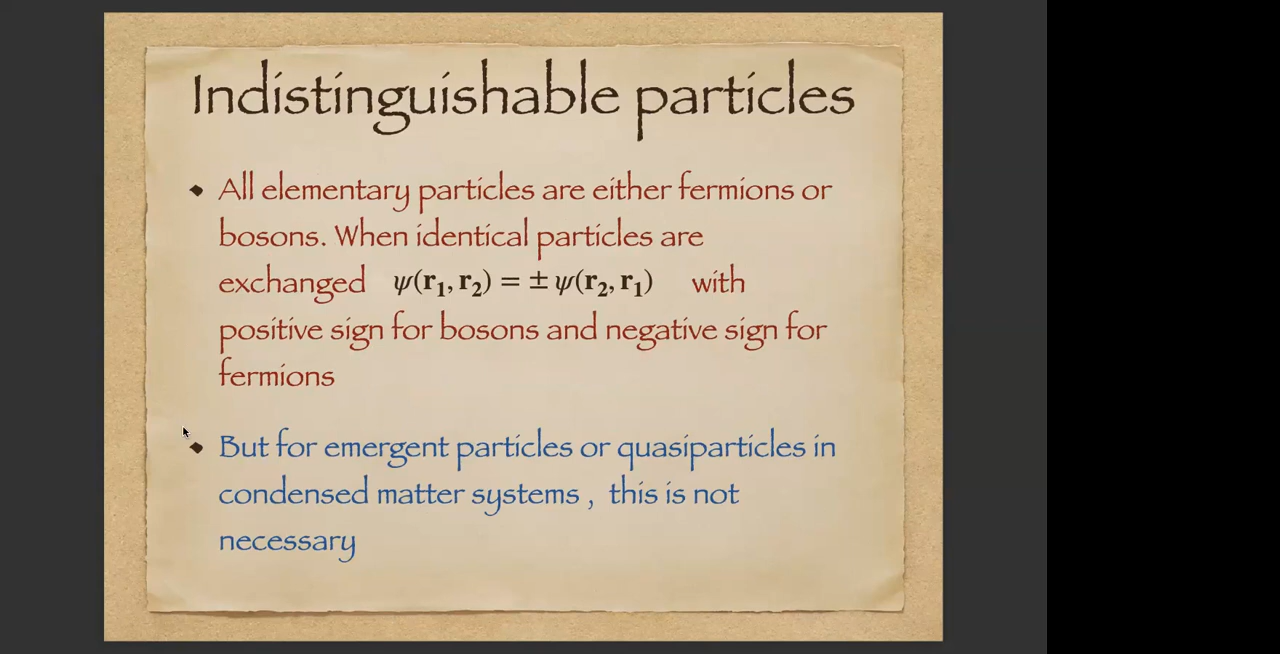 Indistinguishable particles
All elementary particles are either fermions or
bosons. When identical particles are
exchanged ψ(r₁, r₂) = ± ψ(r₂, r₁) with
positive sign for bosons and negative sign for
fermions
But for emergent particles or quasiparticles in
condensed matter systems , this is not
necessary